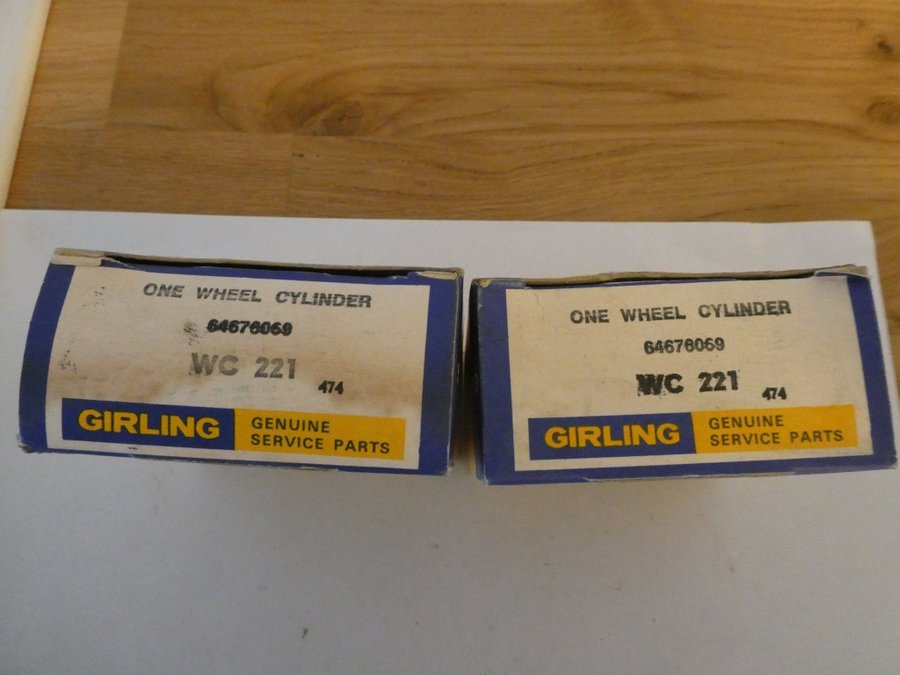 ONE WHEEL CYLINDER
64676069
WC 221
474
GIRLING
GENUINE
SERVICE PARTS
ONE WHEEL CYLINDER
64676069
WC 221
474
GIRLING
GENUINE
SERVICE PARTS